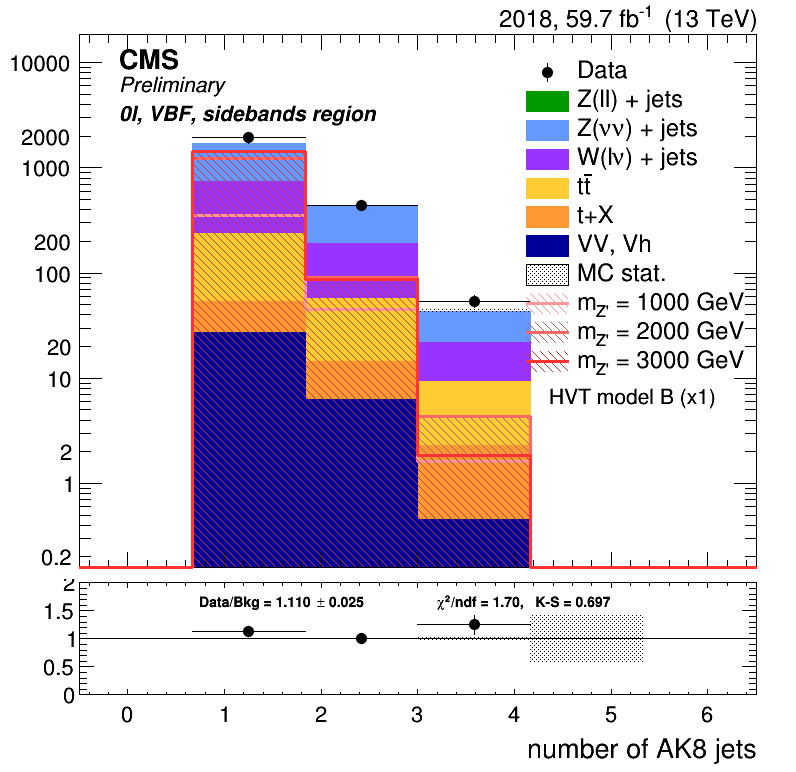 2018, 59.7 fb⁻¹ (13 TeV)
CMS
Preliminary
0l, VBF, sidebands region
Data
Z(ll) + jets
Z(νν) + jets
W(lν) + jets
tt̄
t+X
VV, Vh
MC stat.
m_Z' = 1000 GeV
m_Z' = 2000 GeV
m_Z' = 3000 GeV
HVT model B (x1)
10000
2000
1000
200
100
20
10
2
1
0.2
Data/Bkg = 1.110 ± 0.025
χ²/ndf = 1.70, K-S = 0.697
2
1.5
1
0.5
0
0 1 2 3 4 5 6
number of AK8 jets